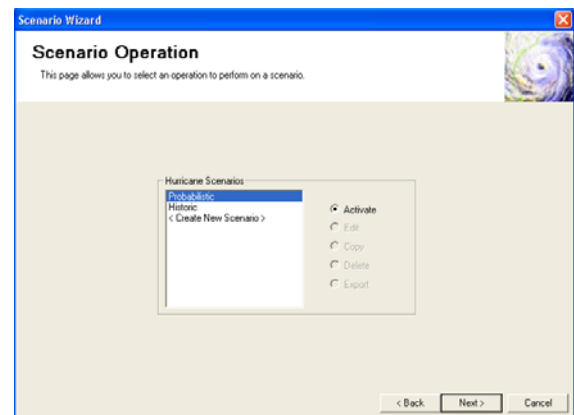 Scenario Wizard
Scenario Operation
This page allows you to select an operation to perform on a scenario.
Hurricane Scenarios
Probabilistic
Historic
< Create New Scenario >
Activate
Edit
Copy
Delete
Export
< Back
Next >
Cancel